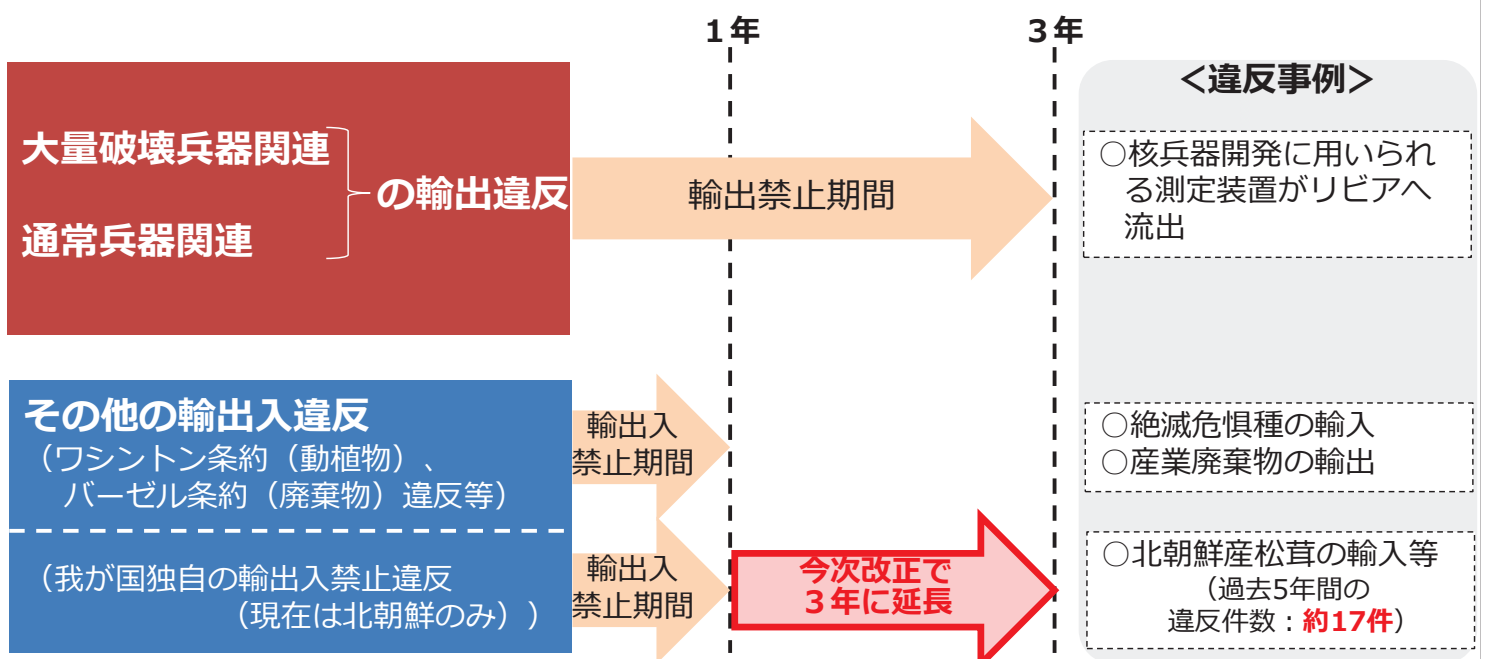 1年
3年
＜違反事例＞
大量破壊兵器関連
の輸出違反
通常兵器関連
輸出禁止期間
○核兵器開発に用いられ
る測定装置がリビアへ
流出
その他の輸出入違反
（ワシントン条約（動植物）、
バーゼル条約（廃棄物）違反等）
輸出入
禁止期間
○絶滅危惧種の輸入
○産業廃棄物の輸出
（我が国独自の輸出入禁止違反
（現在は北朝鮮のみ））
輸出入
禁止期間
今次改正で
３年に延長
○北朝鮮産松茸の輸入等
（過去5年間の
違反件数：約17件）